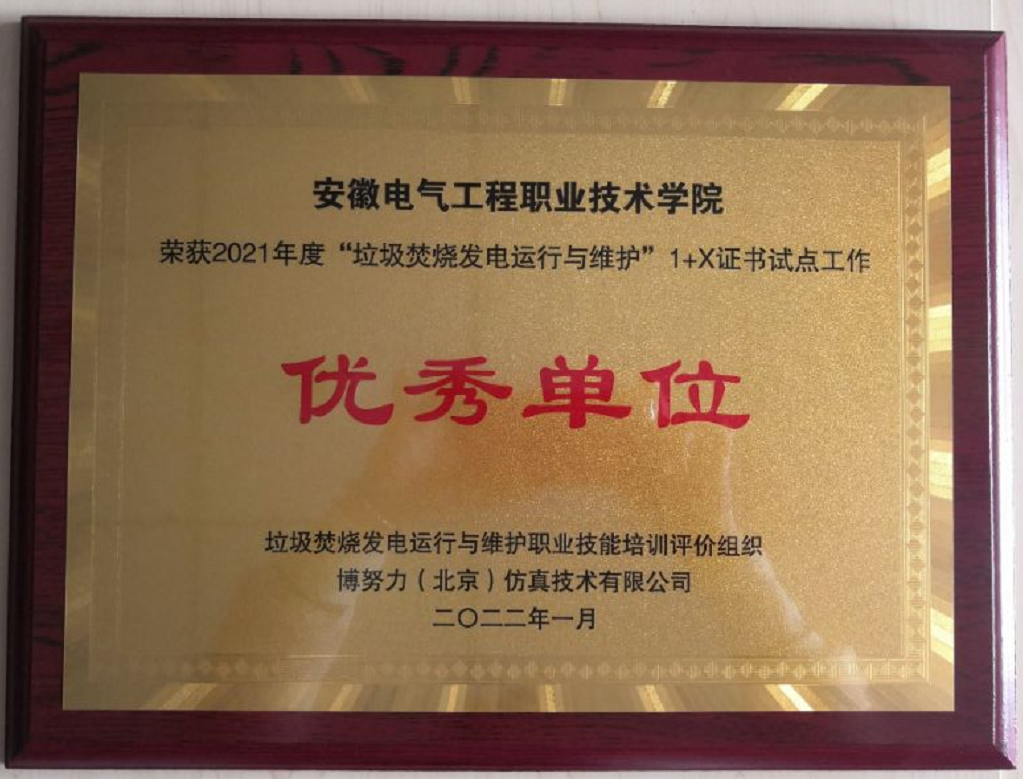 安徽电气工程职业技术学院
荣获2021年度“垃圾焚烧发电运行与维护”1+X证书试点工作
优秀单位
垃圾焚烧发电运行与维护职业技能培训评价组织
博努力（北京）仿真技术有限公司
二〇二二年一月